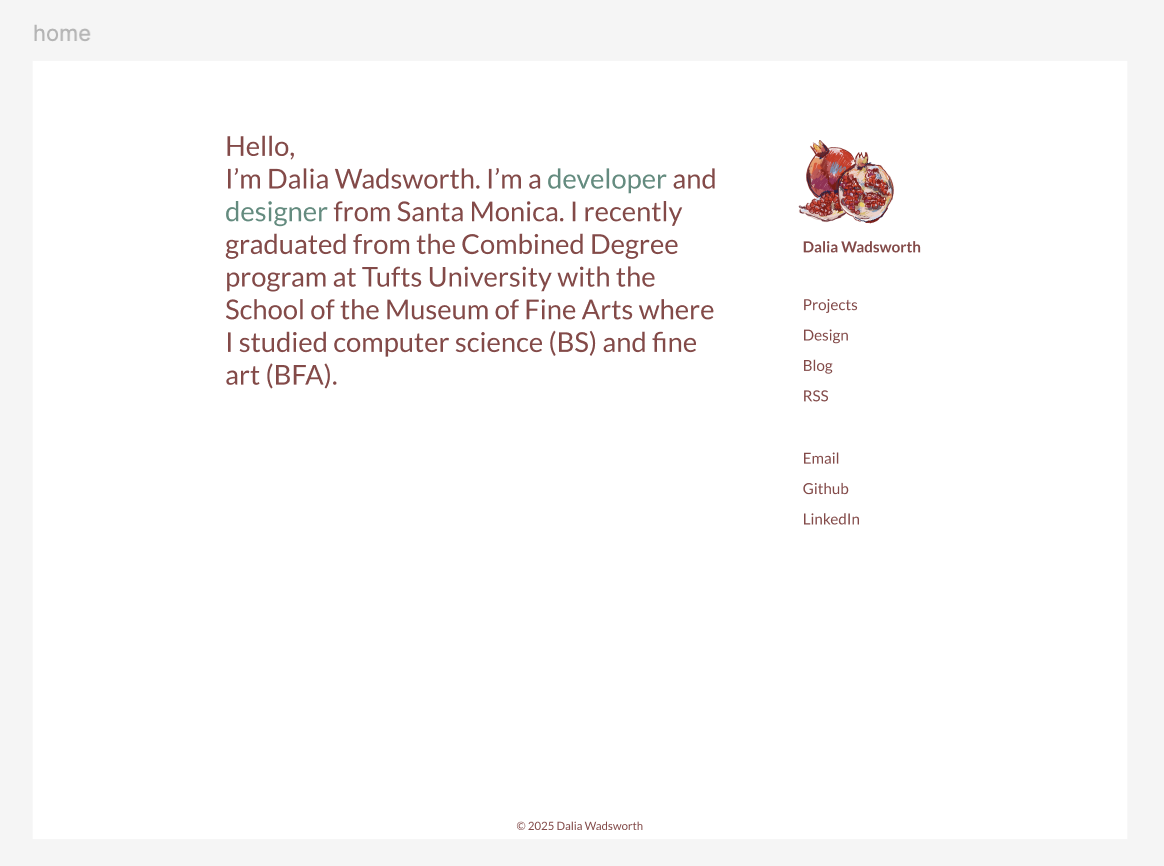 home
Hello,
I’m Dalia Wadsworth. I’m a developer and
designer from Santa Monica. I recently
graduated from the Combined Degree
program at Tufts University with the
School of the Museum of Fine Arts where
I studied computer science (BS) and fine
art (BFA).
Dalia Wadsworth
Projects
Design
Blog
RSS
Email
Github
LinkedIn
© 2025 Dalia Wadsworth